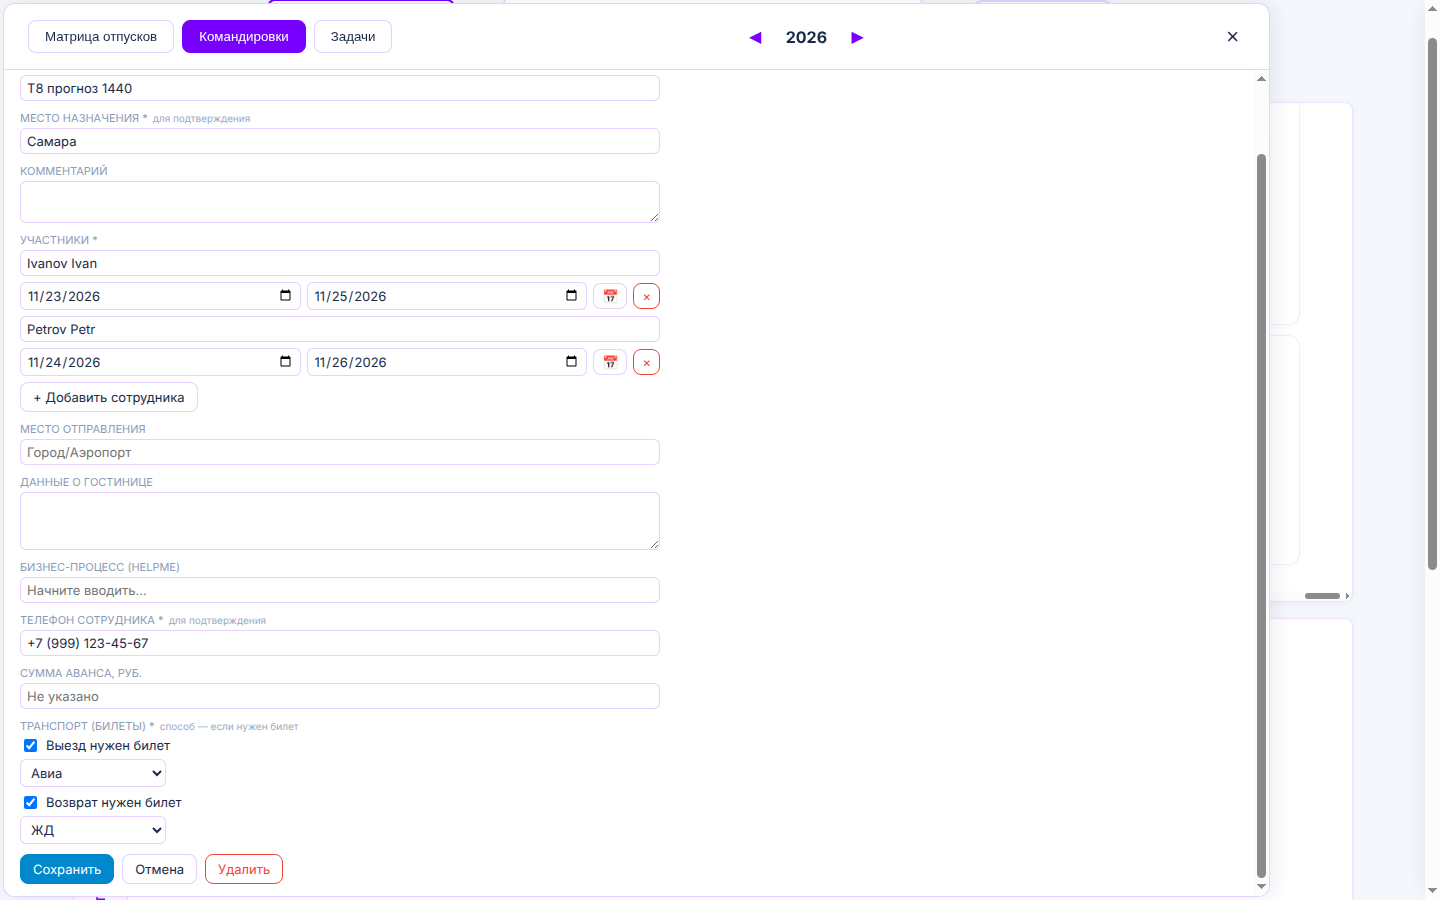 Матрица отпусков
Командировки
Задачи
◀ 2026 ▶
×
Т8 прогноз 1440
МЕСТО НАЗНАЧЕНИЯ * для подтверждения
Самара
КОММЕНТАРИЙ
УЧАСТНИКИ *
Ivanov Ivan
11/23/2026 11/25/2026 ×
Petrov Petr
11/24/2026 11/26/2026 ×
+ Добавить сотрудника
МЕСТО ОТПРАВЛЕНИЯ
Город/Аэропорт
ДАННЫЕ О ГОСТИНИЦЕ
БИЗНЕС-ПРОЦЕСС (HELPME)
Начните вводить...
ТЕЛЕФОН СОТРУДНИКА * для подтверждения
+7 (999) 123-45-67
СУММА АВАНСА, РУБ.
Не указано
ТРАНСПОРТ (БИЛЕТЫ) * способ — если нужен билет
Выезд нужен билет
Авиа
Возврат нужен билет
ЖД
Сохранить
Отмена
Удалить